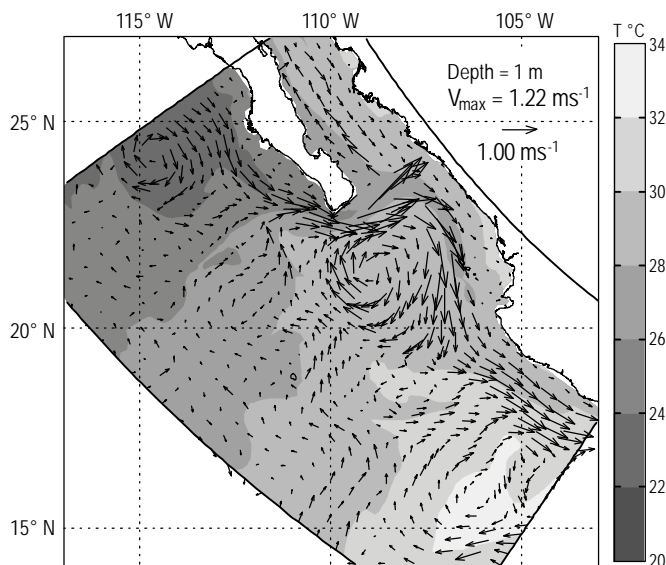 115° W 110° W 105° W
T °C
Depth = 1 m
Vmax = 1.22 ms-1
1.00 ms-1
25° N
20° N
15° N
34
32
30
28
26
24
22
20